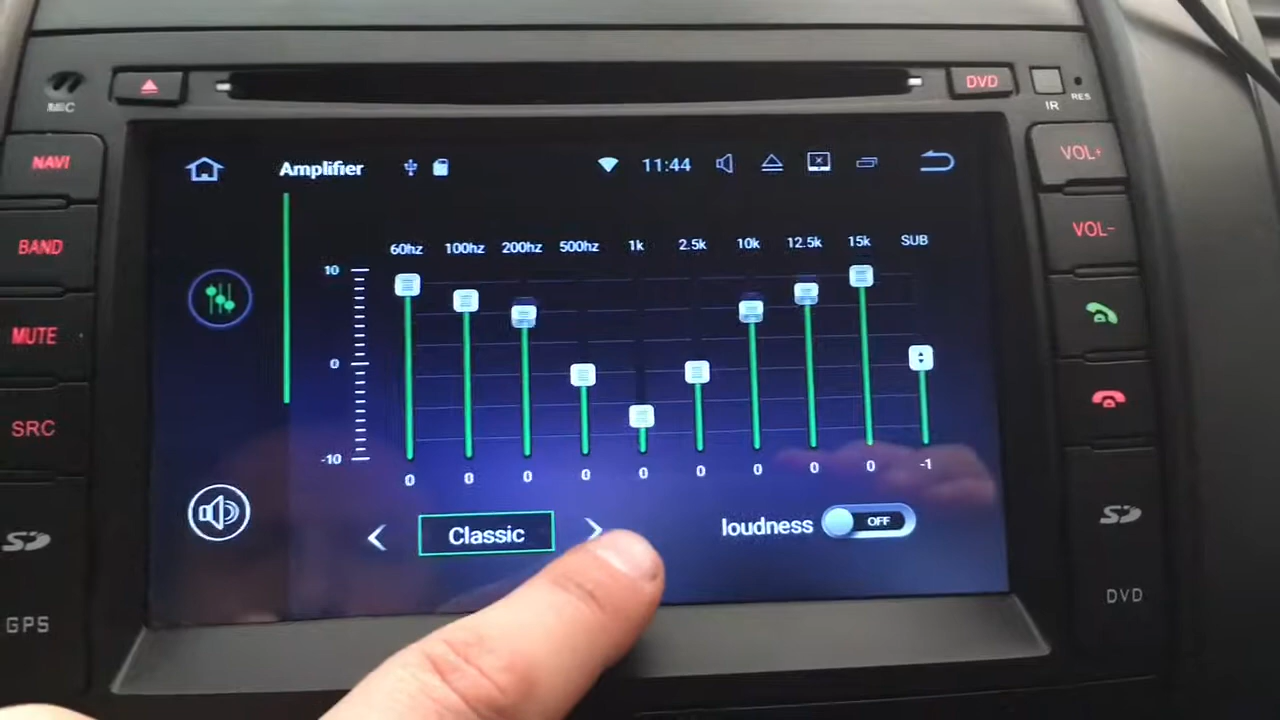 MIC
DVD
IR
RES
NAVI
BAND
MUTE
SRC
GPS
VOL+
VOL-
DVD
Amplifier
11:44
60hz 100hz 200hz 500hz 1k 2.5k 10k 12.5k 15k SUB
10
0
-10
0 0 0 0 0 0 0 0 0 -1
Classic
loudness OFF